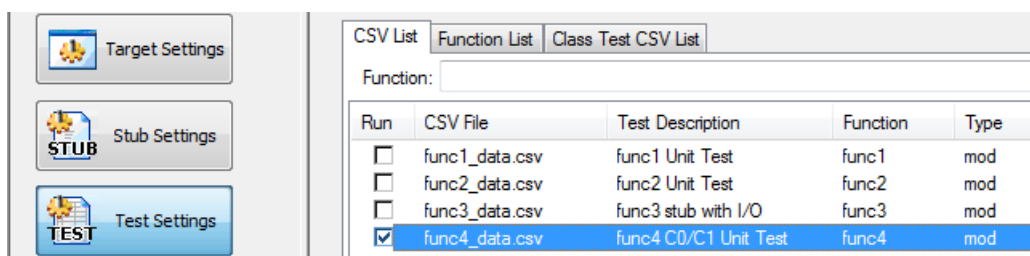 Target Settings
STUB Stub Settings
TEST Test Settings
CSV List Function List Class Test CSV List
Function:
Run CSV File Test Description Function Type
func1_data.csv func1 Unit Test func1 mod
func2_data.csv func2 Unit Test func2 mod
func3_data.csv func3 stub with I/O func3 mod
func4_data.csv func4 C0/C1 Unit Test func4 mod